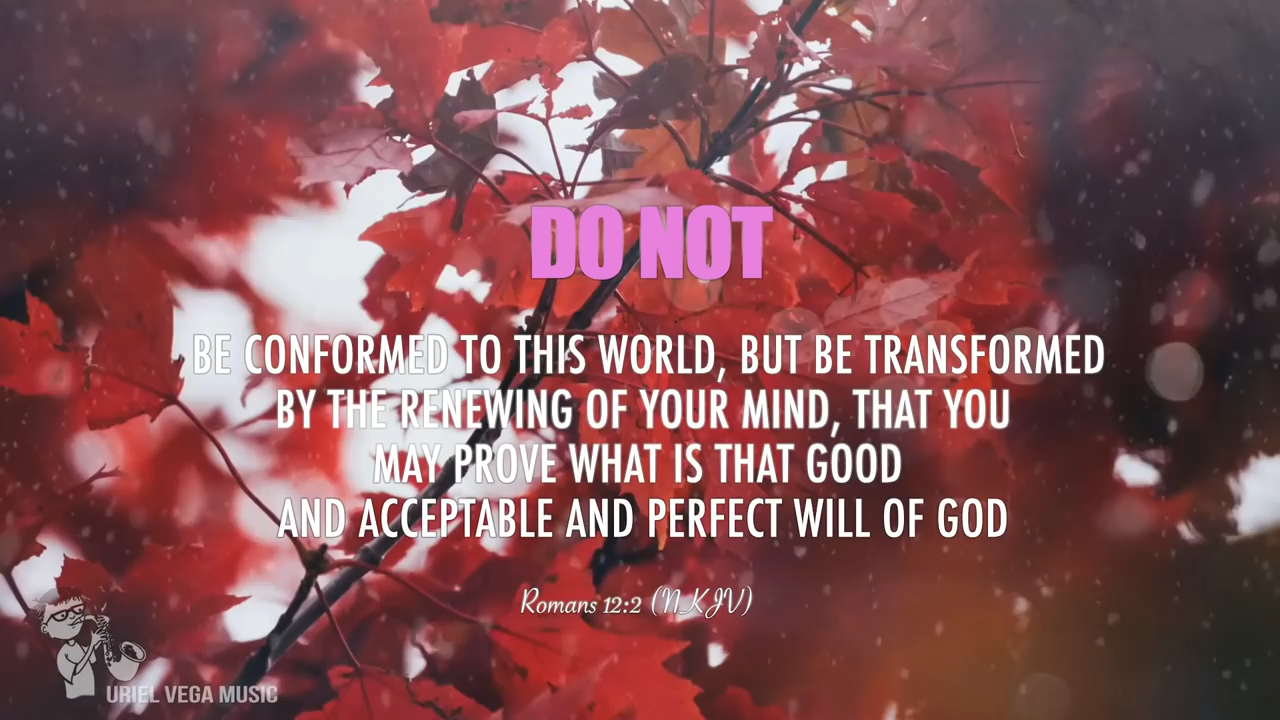 DO NOT
BE CONFORMED TO THIS WORLD, BUT BE TRANSFORMED
BY THE RENEWING OF YOUR MIND, THAT YOU
MAY PROVE WHAT IS THAT GOOD
AND ACCEPTABLE AND PERFECT WILL OF GOD
Romans 12:2 (NKJV)
URIEL VEGA MUSIC